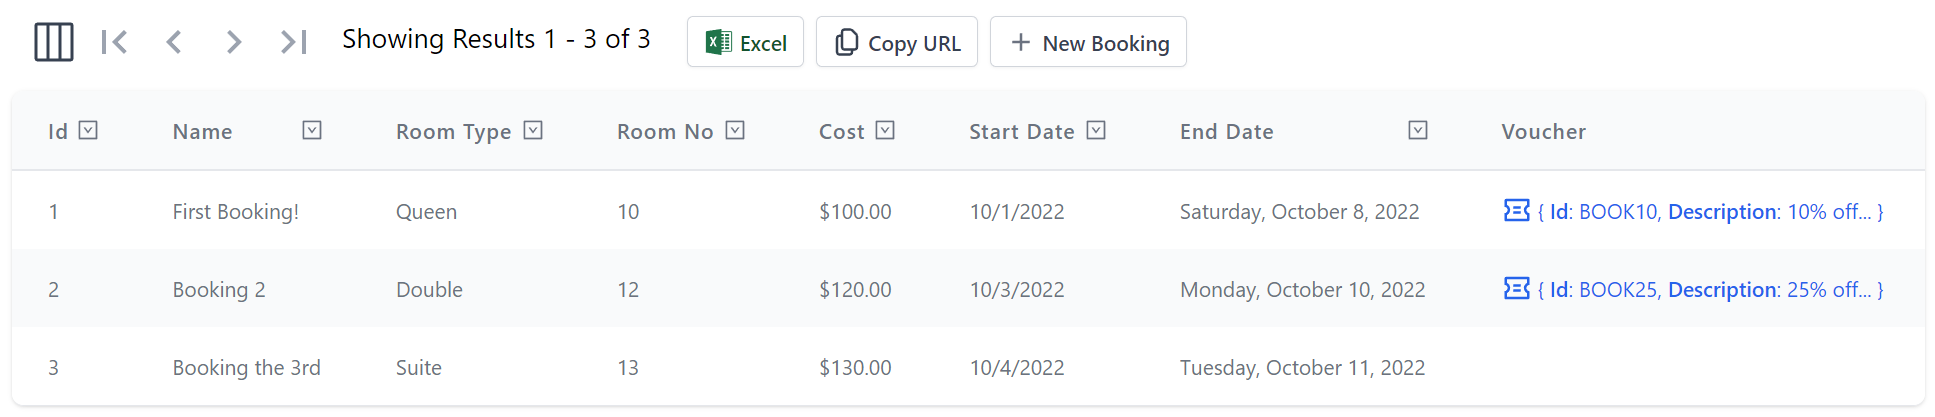 Showing Results 1 - 3 of 3 Excel Copy URL + New Booking
Id Name Room Type Room No Cost Start Date End Date Voucher
1 First Booking! Queen 10 $100.00 10/1/2022 Saturday, October 8, 2022 { Id: BOOK10, Description: 10% off... }
2 Booking 2 Double 12 $120.00 10/3/2022 Monday, October 10, 2022 { Id: BOOK25, Description: 25% off... }
3 Booking the 3rd Suite 13 $130.00 10/4/2022 Tuesday, October 11, 2022